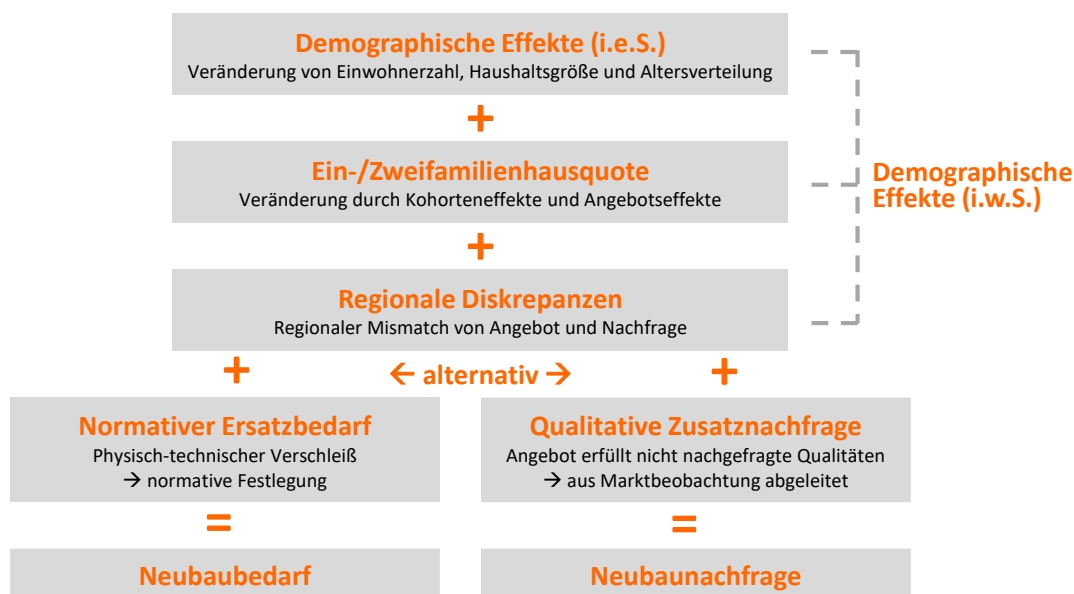 Demographische Effekte (i.e.S.)
Veränderung von Einwohnerzahl, Haushaltsgröße und Altersverteilung
+
Ein-/Zweifamilienhausquote
Veränderung durch Kohorteneffekte und Angebotseffekte
Demographische
Effekte (i.w.S.)
+
Regionale Diskrepanzen
Regionaler Mismatch von Angebot und Nachfrage
+ ← alternativ → +
Normativer Ersatzbedarf
Physisch-technischer Verschleiß
→ normative Festlegung
Qualitative Zusatznachfrage
Angebot erfüllt nicht nachgefragte Qualitäten
→ aus Marktbeobachtung abgeleitet
= =
Neubaubedarf
Neubaunachfrage